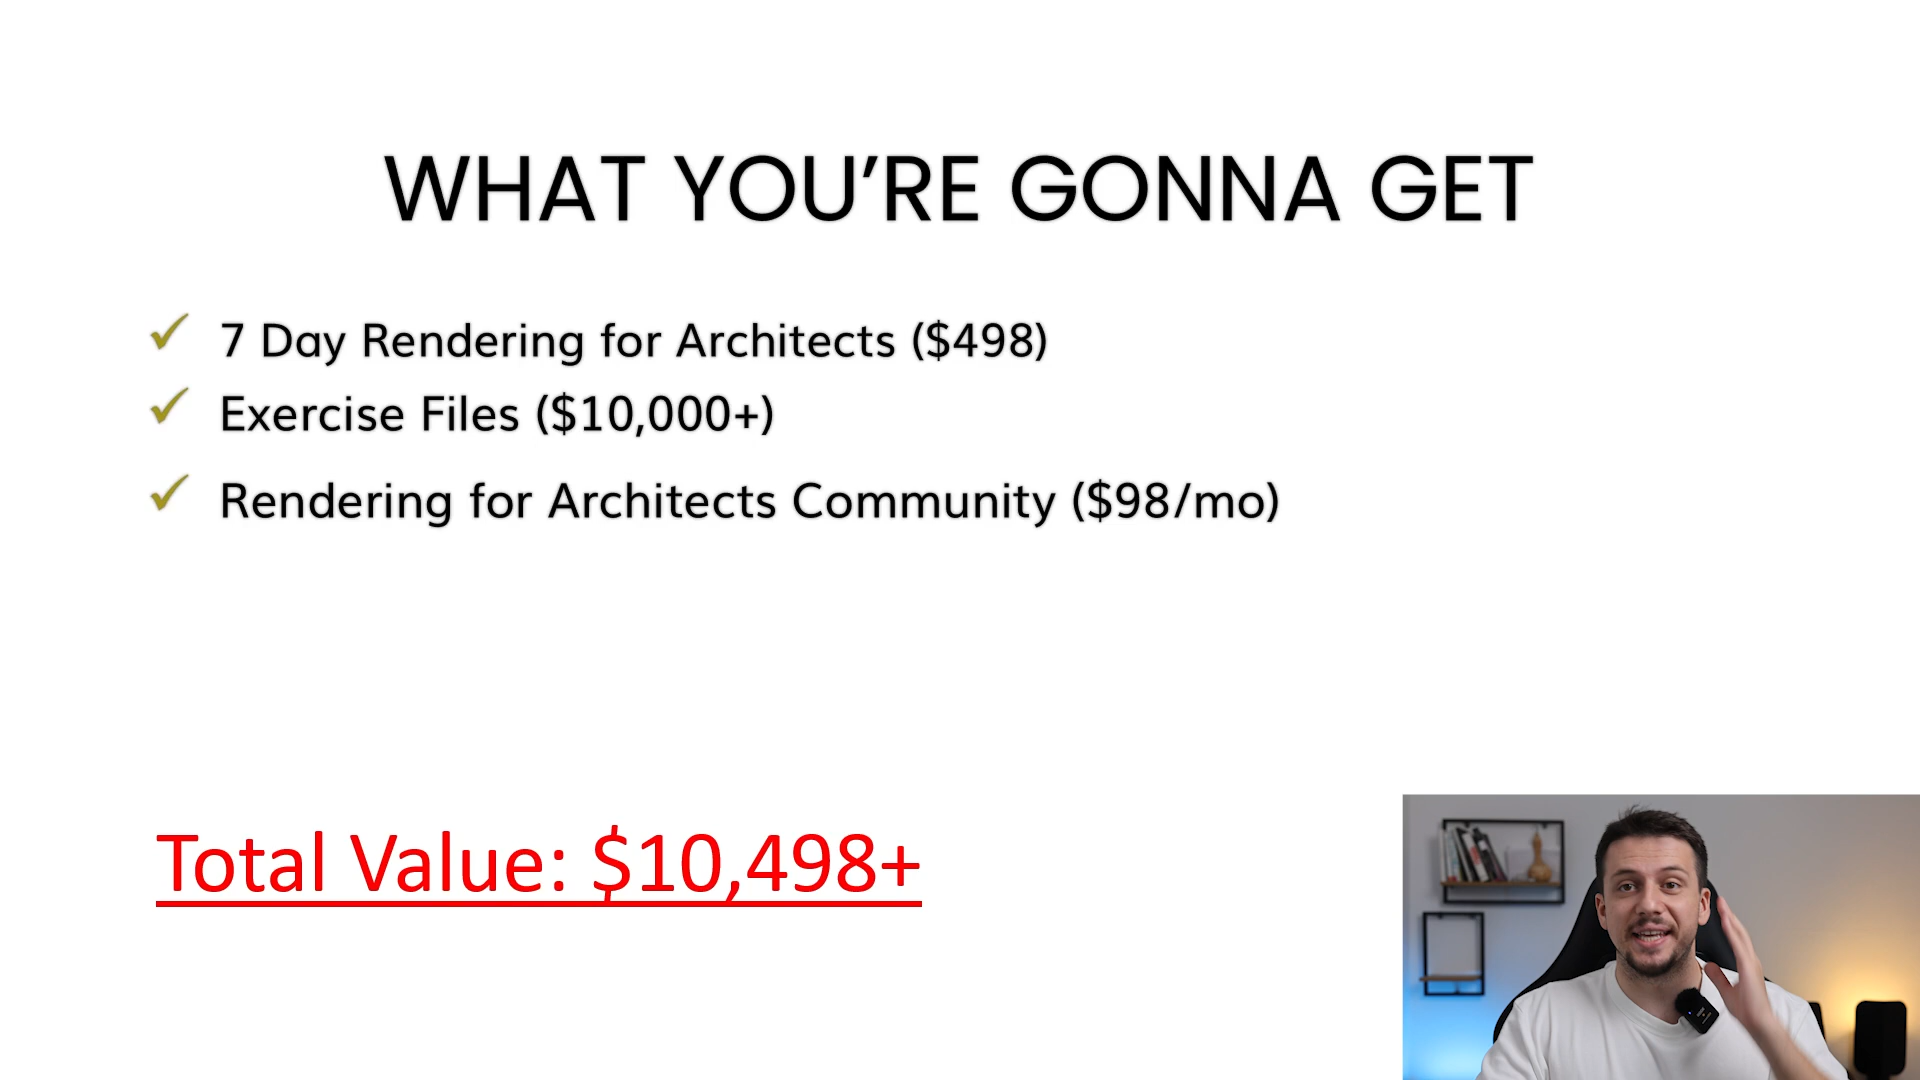 WHAT YOU’RE GONNA GET
7 Day Rendering for Architects ($498)
Exercise Files ($10,000+)
Rendering for Architects Community ($98/mo)
Total Value: $10,498+